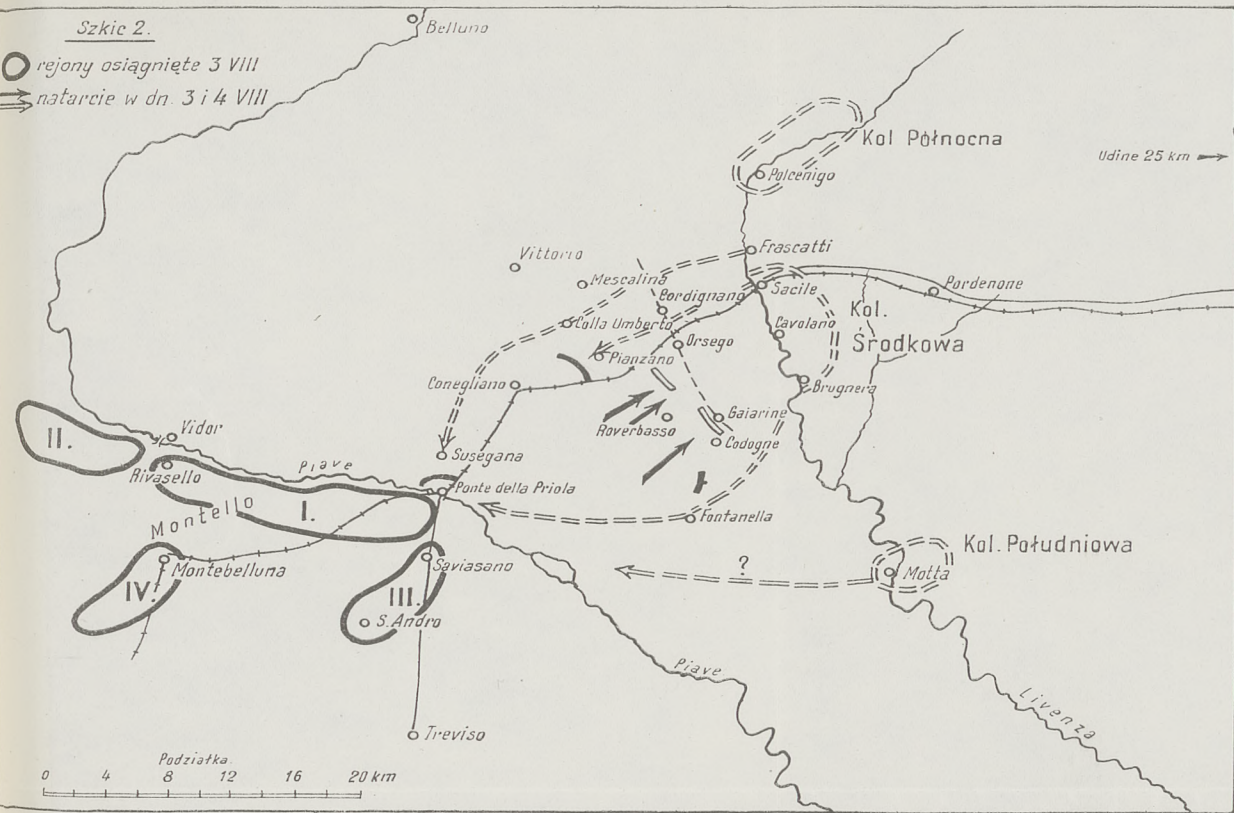 Szkic 2.
rejony osiągnięte 3 VIII
natarcie w dn. 3 i 4 VIII
Belluno
Kol Północna
Udine 25 km
Polcenigo
Vittorio
Frascatti
Mescalina
Cordignano
Sacile
Pordenone
Kol.
Środkowa
Colla Umberto
Orsego
Cavolano
Pianzano
Conegliano
Brugnera
II.
Vidor
Roverbasso
Gaiarine
Codogne
Rivasello
Piave
Susegana
Ponte della Priola
Montello
I.
Fontanella
Kol. Południowa
IV.
Montebelluna
Saviasano
?
Motta
III.
S. Andro
Piave
Livenza
Treviso
Podziałka.
0 4 8 12 16 20 km